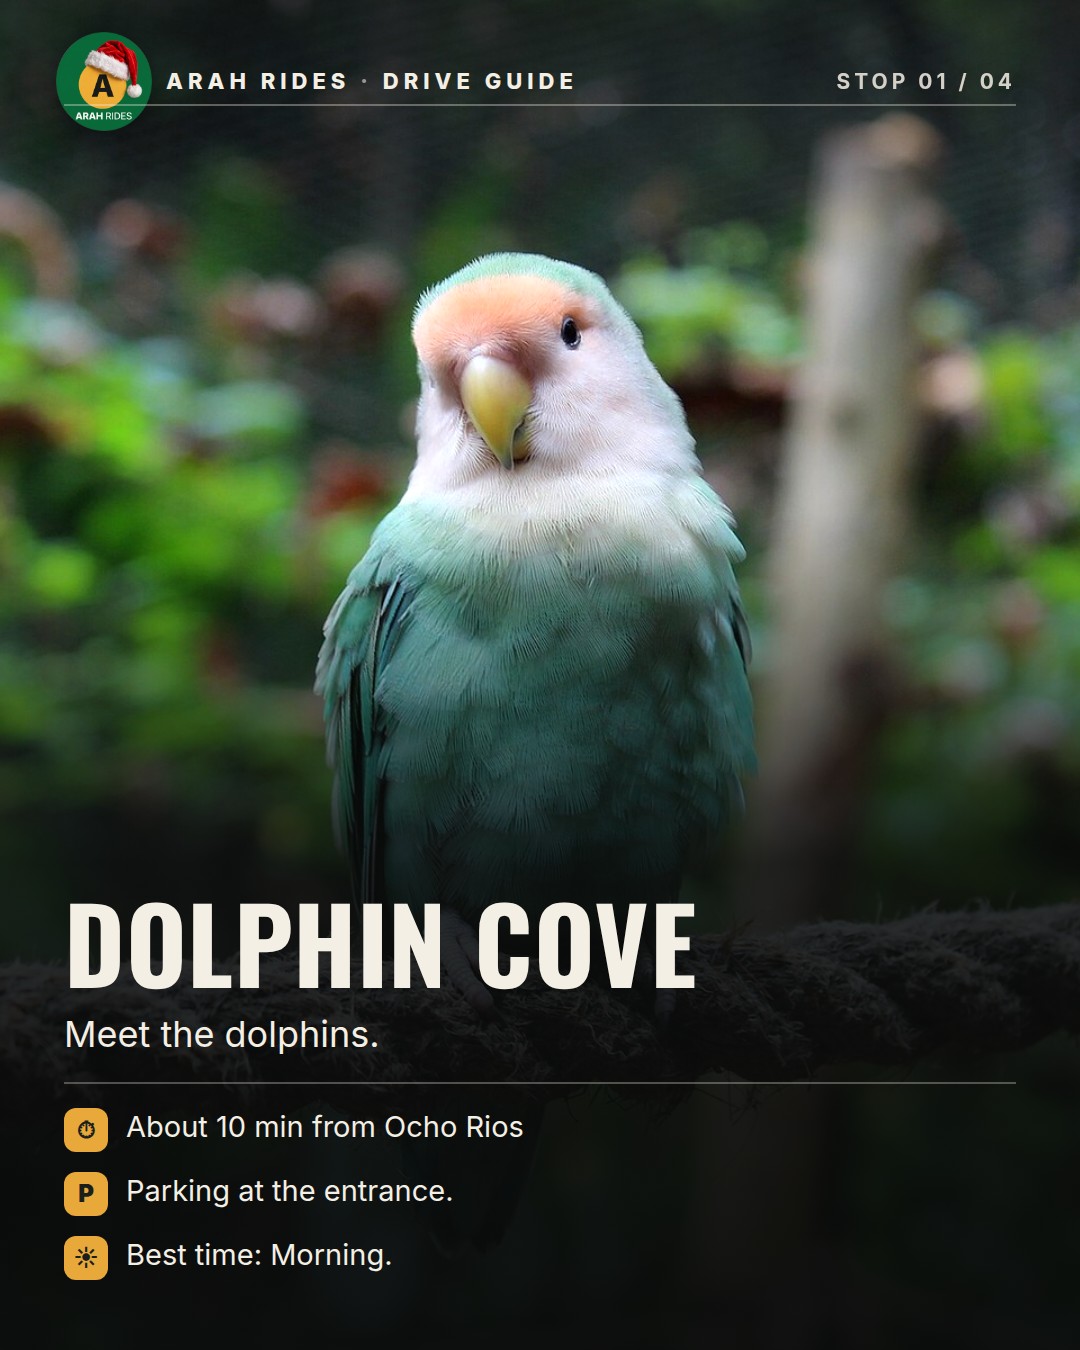 A
ARAH RIDES
ARAH RIDES · DRIVE GUIDE
STOP 01 / 04
DOLPHIN COVE
Meet the dolphins.
About 10 min from Ocho Rios
P
Parking at the entrance.
Best time: Morning.